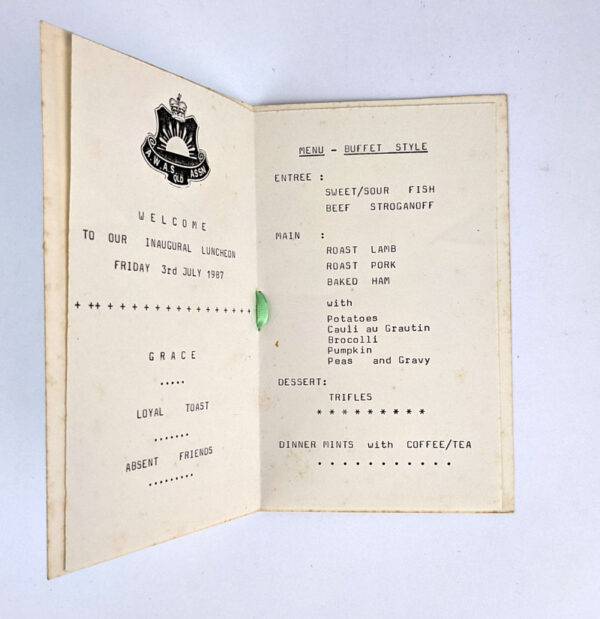 A.W.A.S. QLD ASSN
WELCOME
TO OUR INAUGURAL LUNCHEON
FRIDAY 3rd JULY 1987
+ ++ + + + + + + + + + + + + + + +
GRACE
.....
LOYAL TOAST
.......
ABSENT FRIENDS
.........
MENU - BUFFET STYLE
ENTREE :
SWEET/SOUR FISH
BEEF STROGANOFF
MAIN :
ROAST LAMB
ROAST PORK
BAKED HAM
with
Potatoes
Cauli au Grautin
Brocolli
Pumpkin
Peas and Gravy
DESSERT:
TRIFLES
* * * * * * * * *
DINNER MINTS with COFFEE/TEA
. . . . . . . . . . .